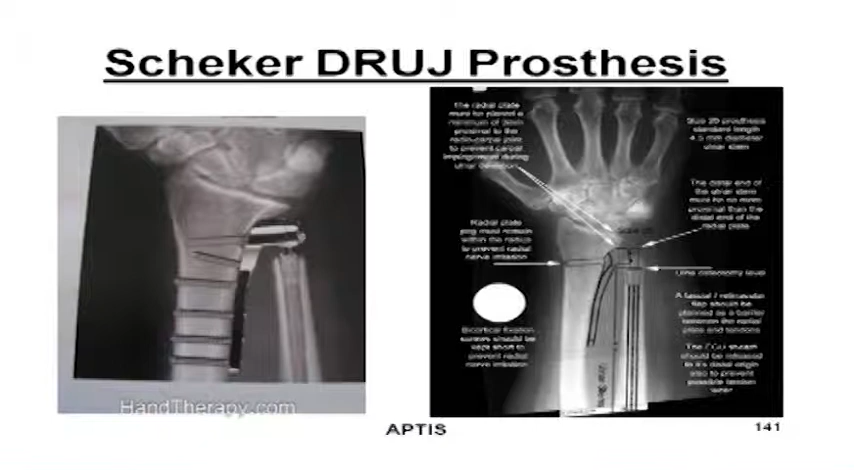 Scheker DRUJ Prosthesis
The radial plate
must be placed a
minimum of 3mm
proximal to the
radio-carpal joint
to prevent carpal
impingement during
ulnar deviation
Size 20 prosthesis
standard length
4.5 mm diameter
ulnar stem
The distal end of
the ulnar stem
must be no more
proximal than the
distal end of the
radial plate
Radial plate
peg must remain
within the radius
to prevent radial
nerve irritation
Ulna osteotomy level
Bicortical fixation
screws should be
kept short to
prevent radial
nerve irritation
A fascial / retinacular
flap should be
planned as a barrier
between the radial
plate and tendons
The ECU sheath
should be released
to it's distal origin
also to prevent
possible tendon
wear
HandTherapy.com
APTIS
141